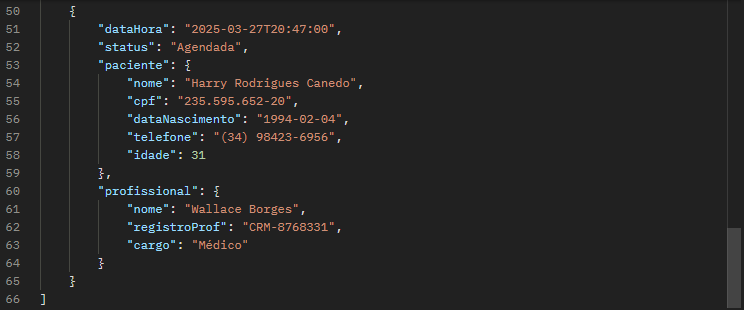 50 {
51 "dataHora": "2025-03-27T20:47:00",
52 "status": "Agendada",
53 "paciente": {
54 "nome": "Harry Rodrigues Canedo",
55 "cpf": "235.595.652-20",
56 "dataNascimento": "1994-02-04",
57 "telefone": "(34) 98423-6956",
58 "idade": 31
59 },
60 "profissional": {
61 "nome": "Wallace Borges",
62 "registroProf": "CRM-8768331",
63 "cargo": "Médico"
64 }
65 }
66 ]